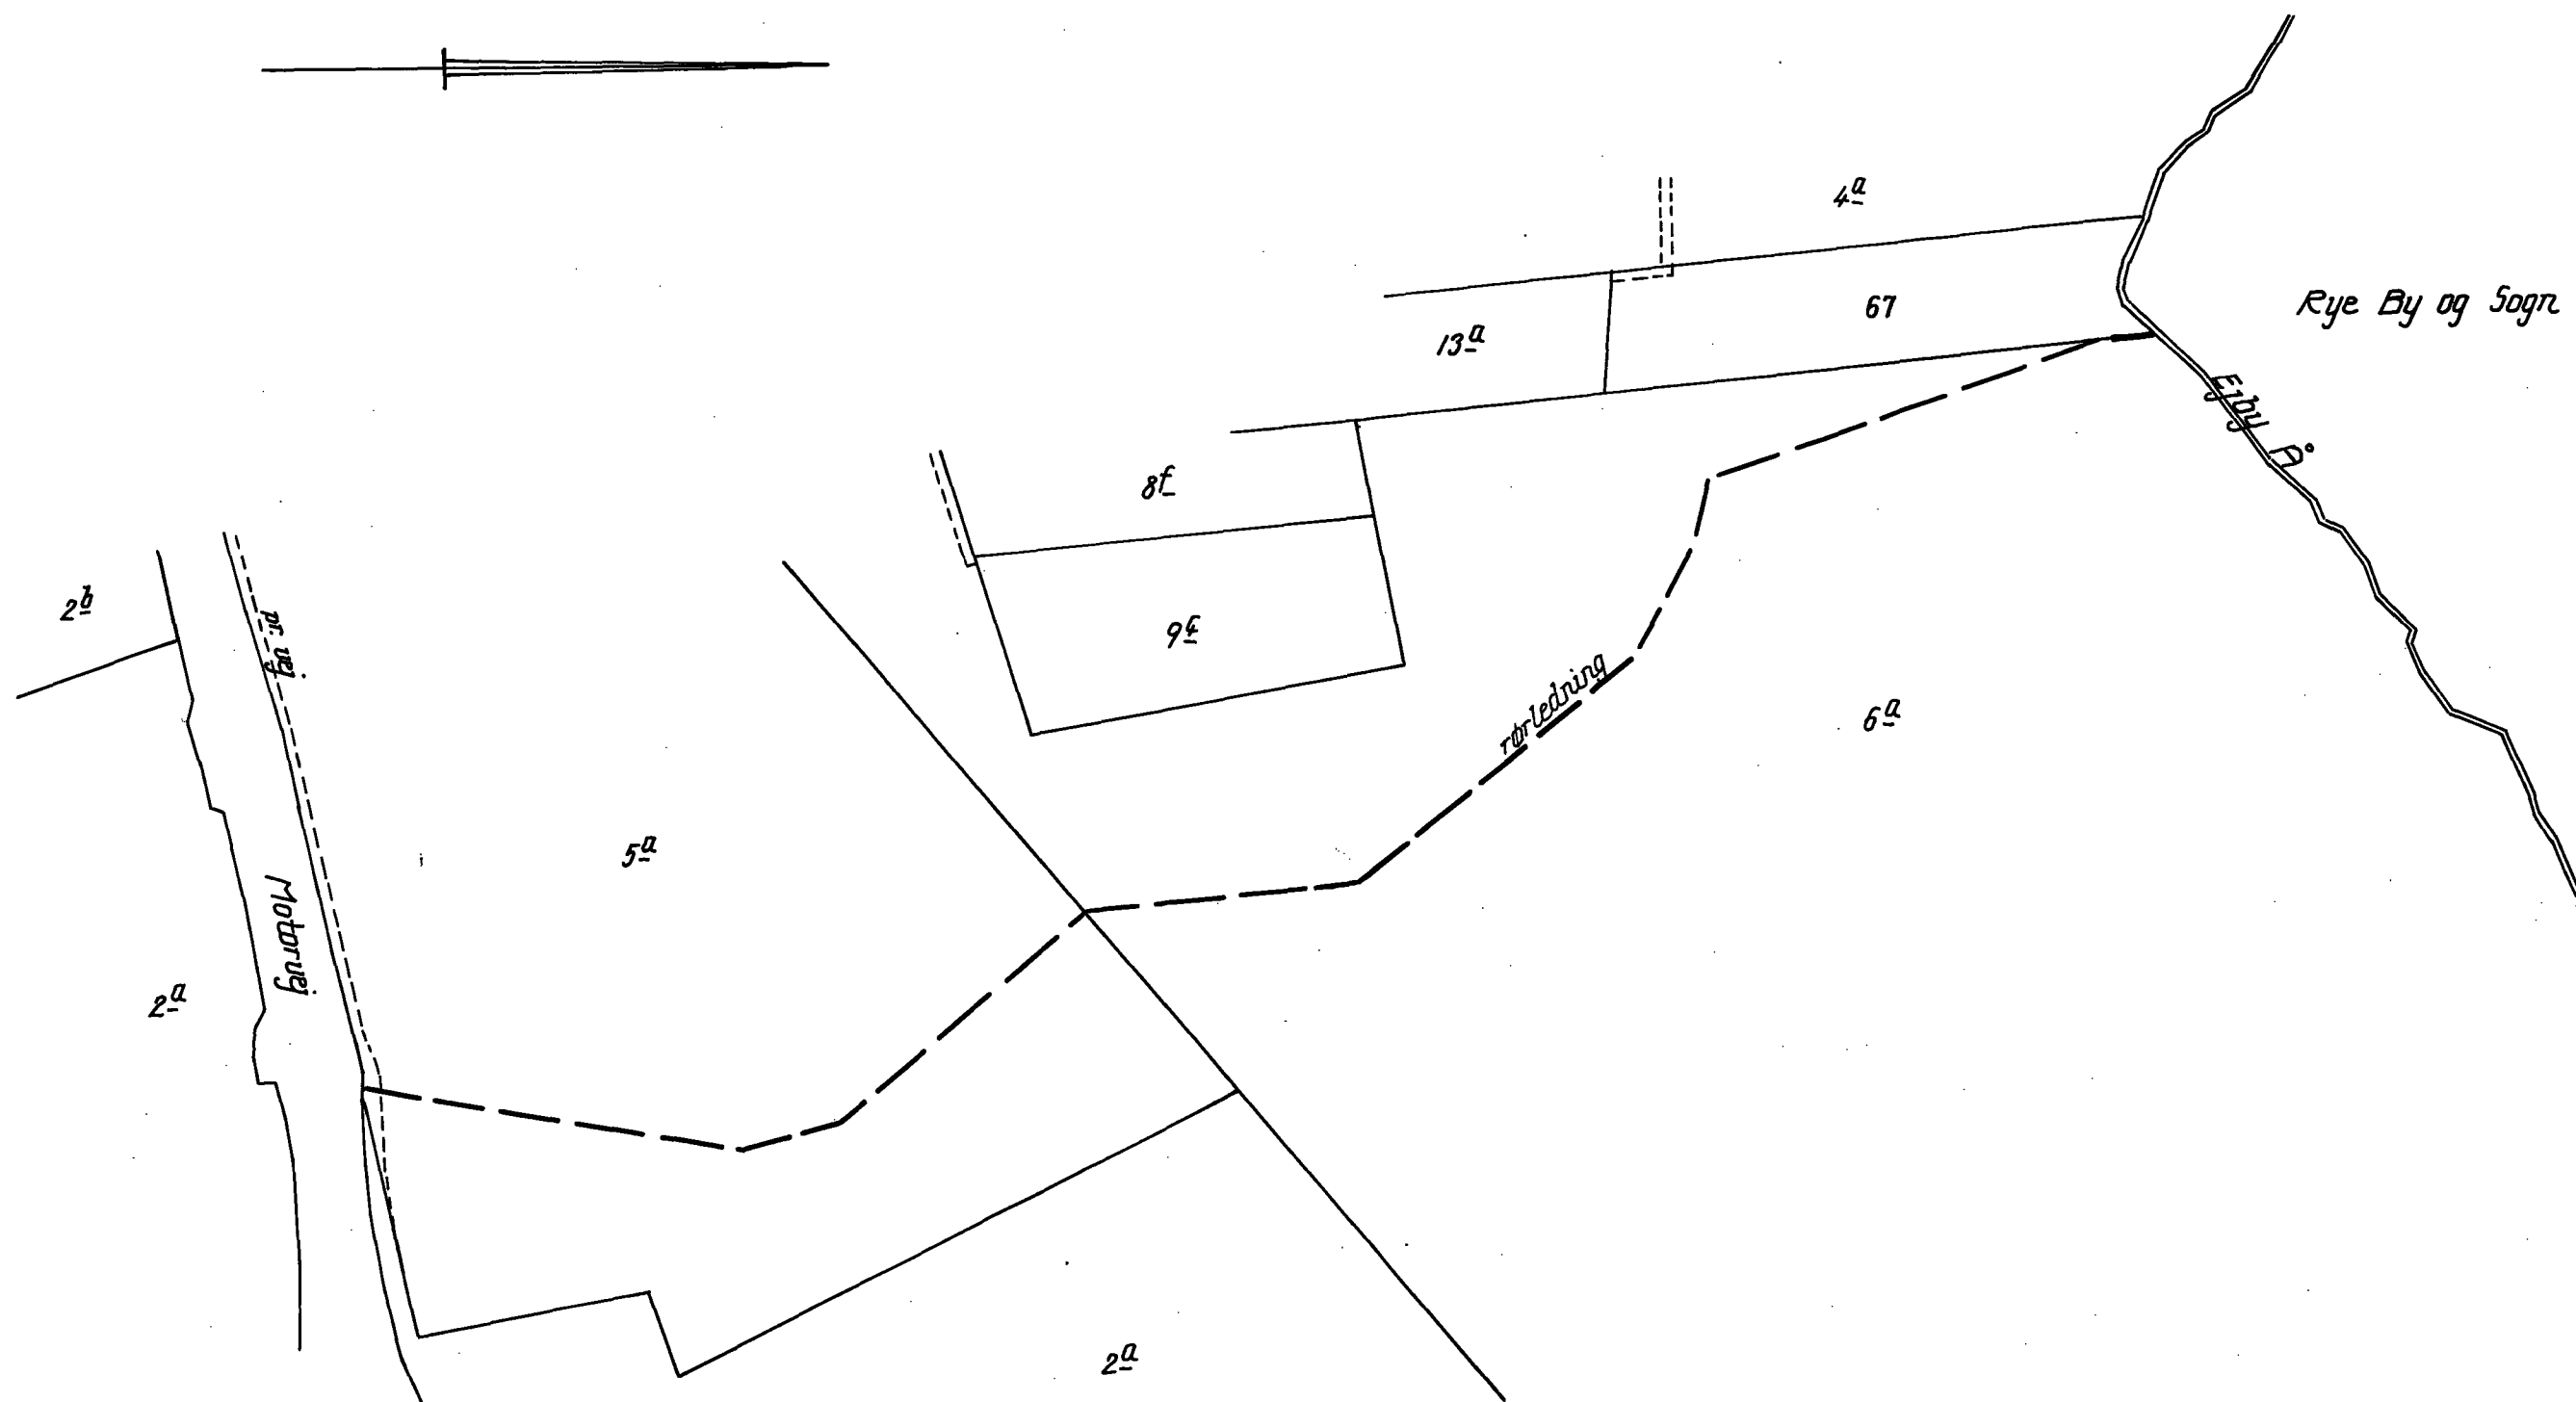 4a
Rye By og Sogn
67
13a
Ejby Å
8f
2b
pr. vej
9c
rørledning
6a
5a
Motorvej
2a
2a